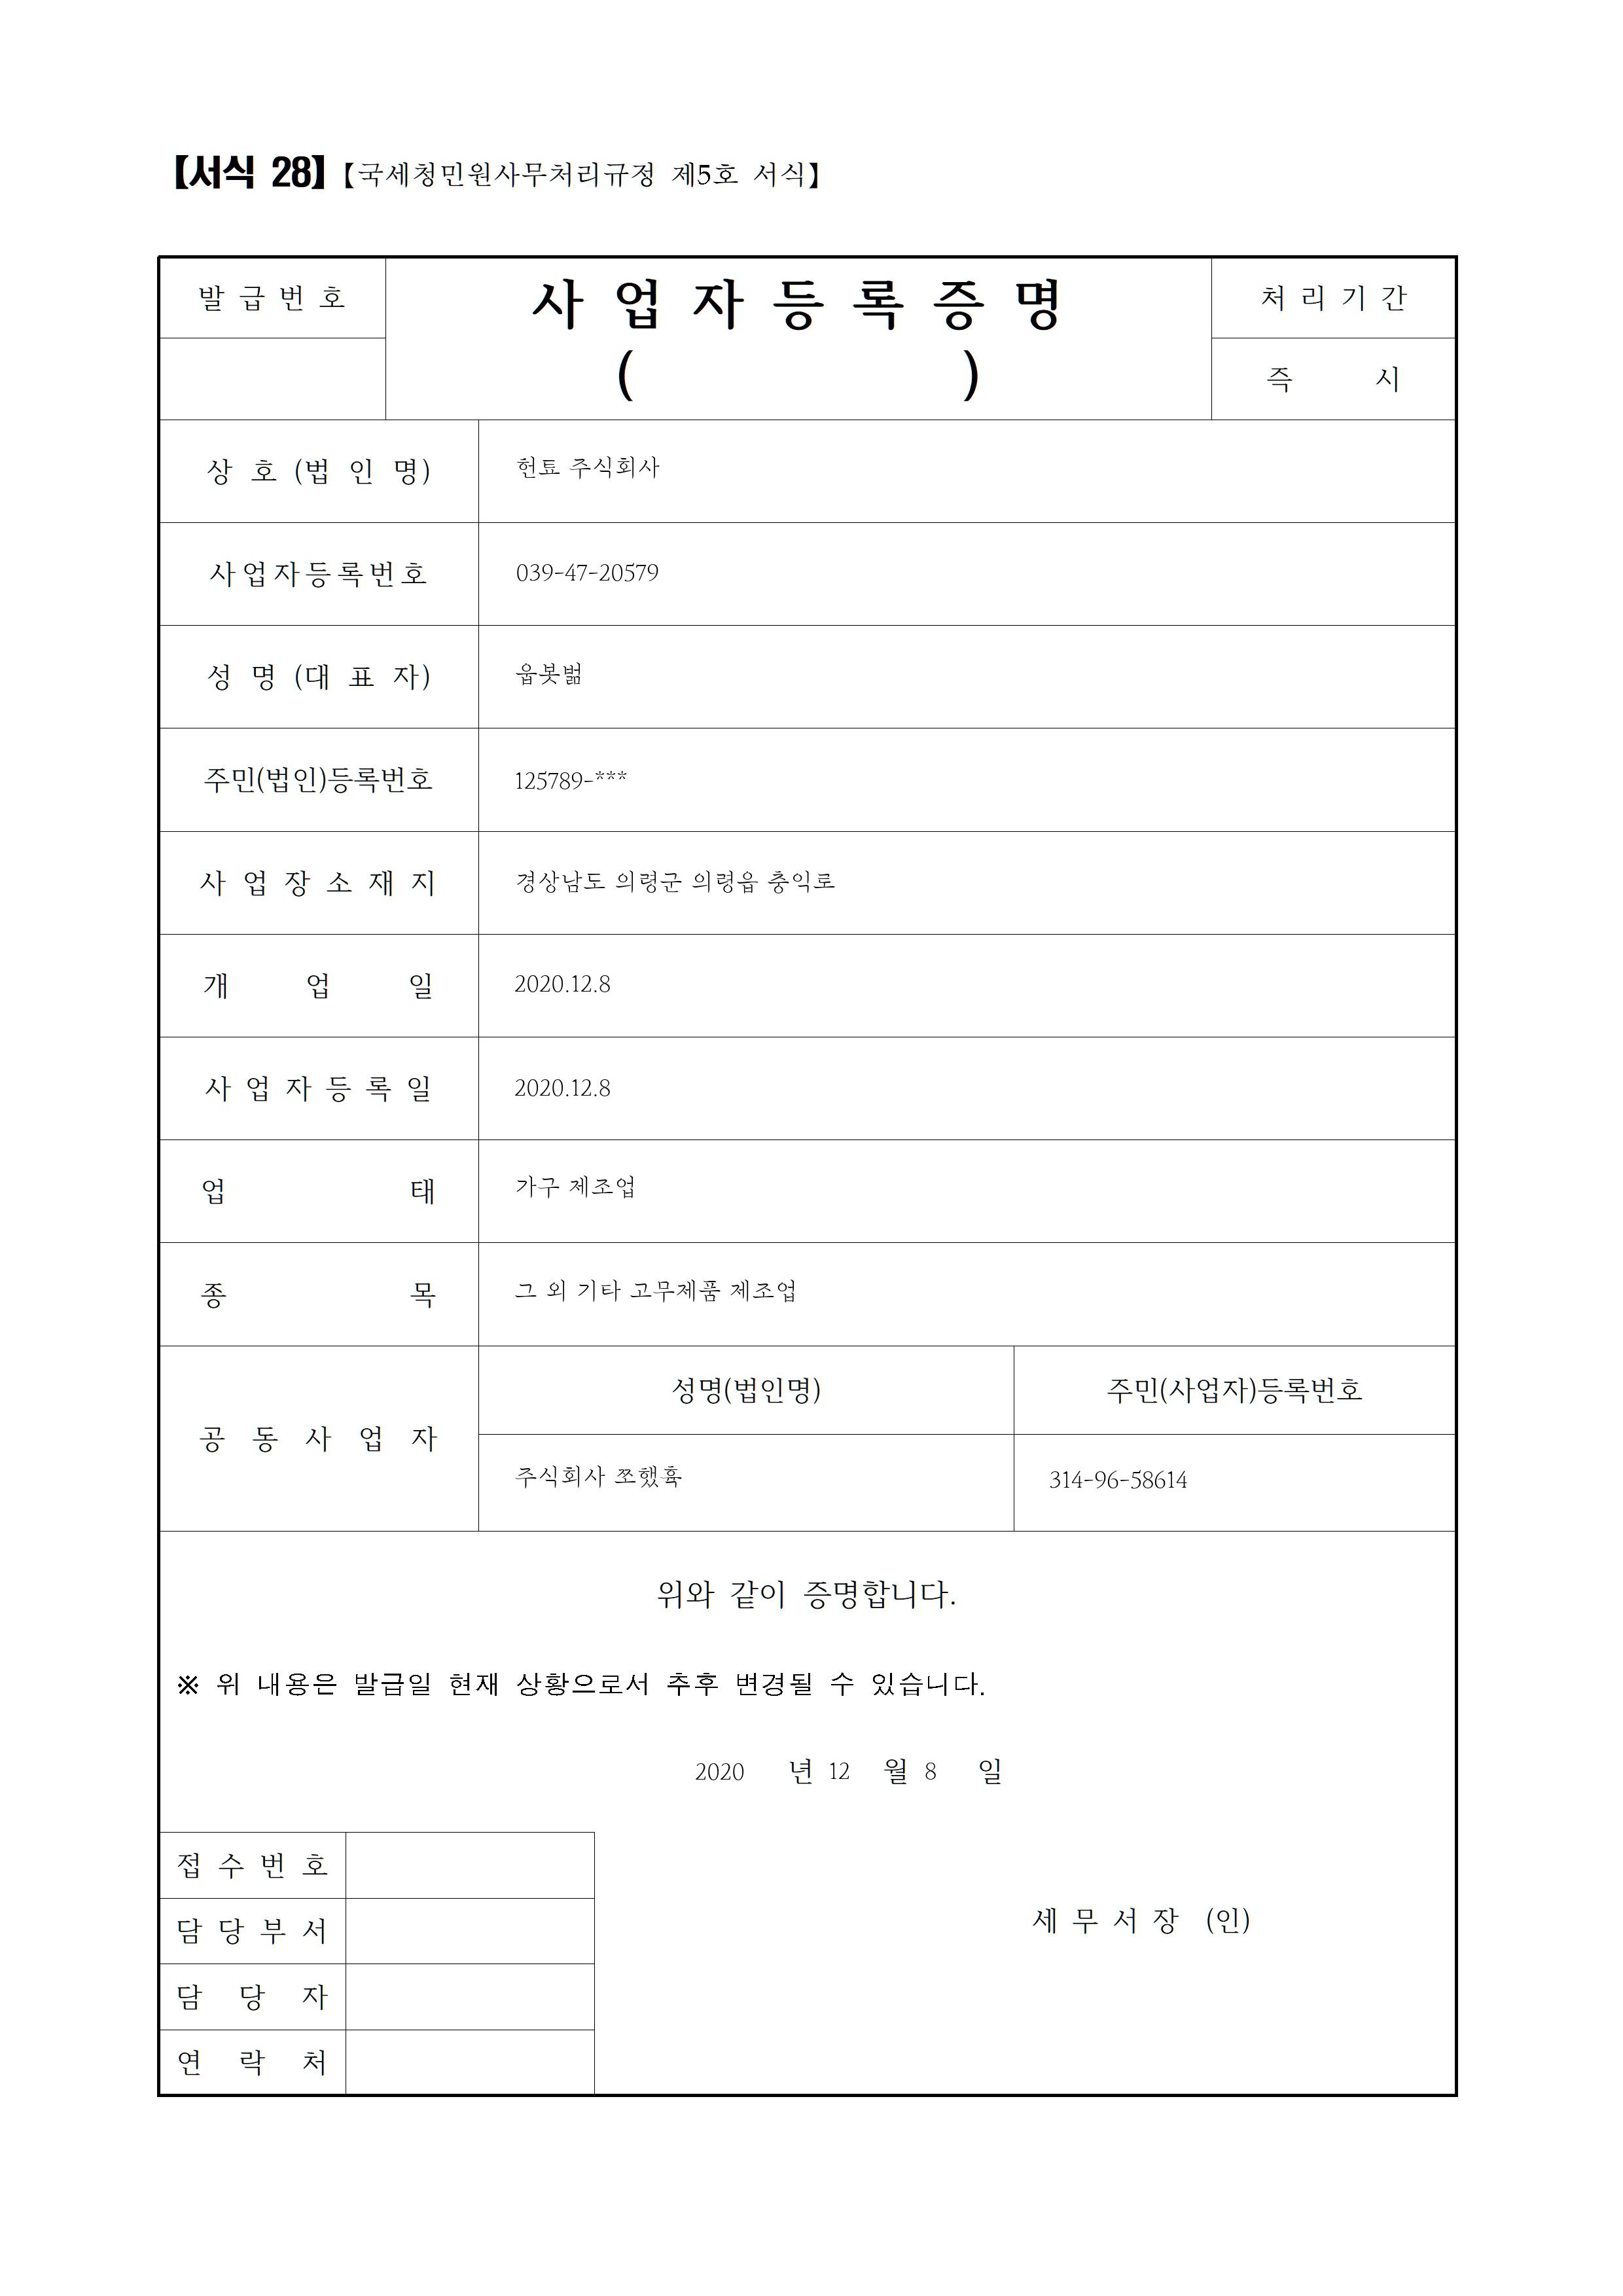 【서식 28】【국세청민원사무처리규정 제5호 서식】
발 급 번 호
사 업 자 등 록 증 명
( )
처 리 기 간
즉 시
상 호 (법 인 명) 헌툐 주식회사
사업자등록번호 039-47-20579
성 명 (대 표 자) 웁봇벎
주민(법인)등록번호 125789-***
사 업 장 소 재 지 경상남도 의령군 의령읍 충익로
개 업 일 2020.12.8
사 업 자 등 록 일 2020.12.8
업 태 가구 제조업
종 목 그 외 기타 고무제품 제조업
공 동 사 업 자
성명(법인명) 주민(사업자)등록번호
주식회사 쪼했휵 314-96-58614
위와 같이 증명합니다.
※ 위 내용은 발급일 현재 상황으로서 추후 변경될 수 있습니다.
2020 년 12 월 8 일
접 수 번 호
담 당 부 서
세 무 서 장 (인)
담 당 자
연 락 처